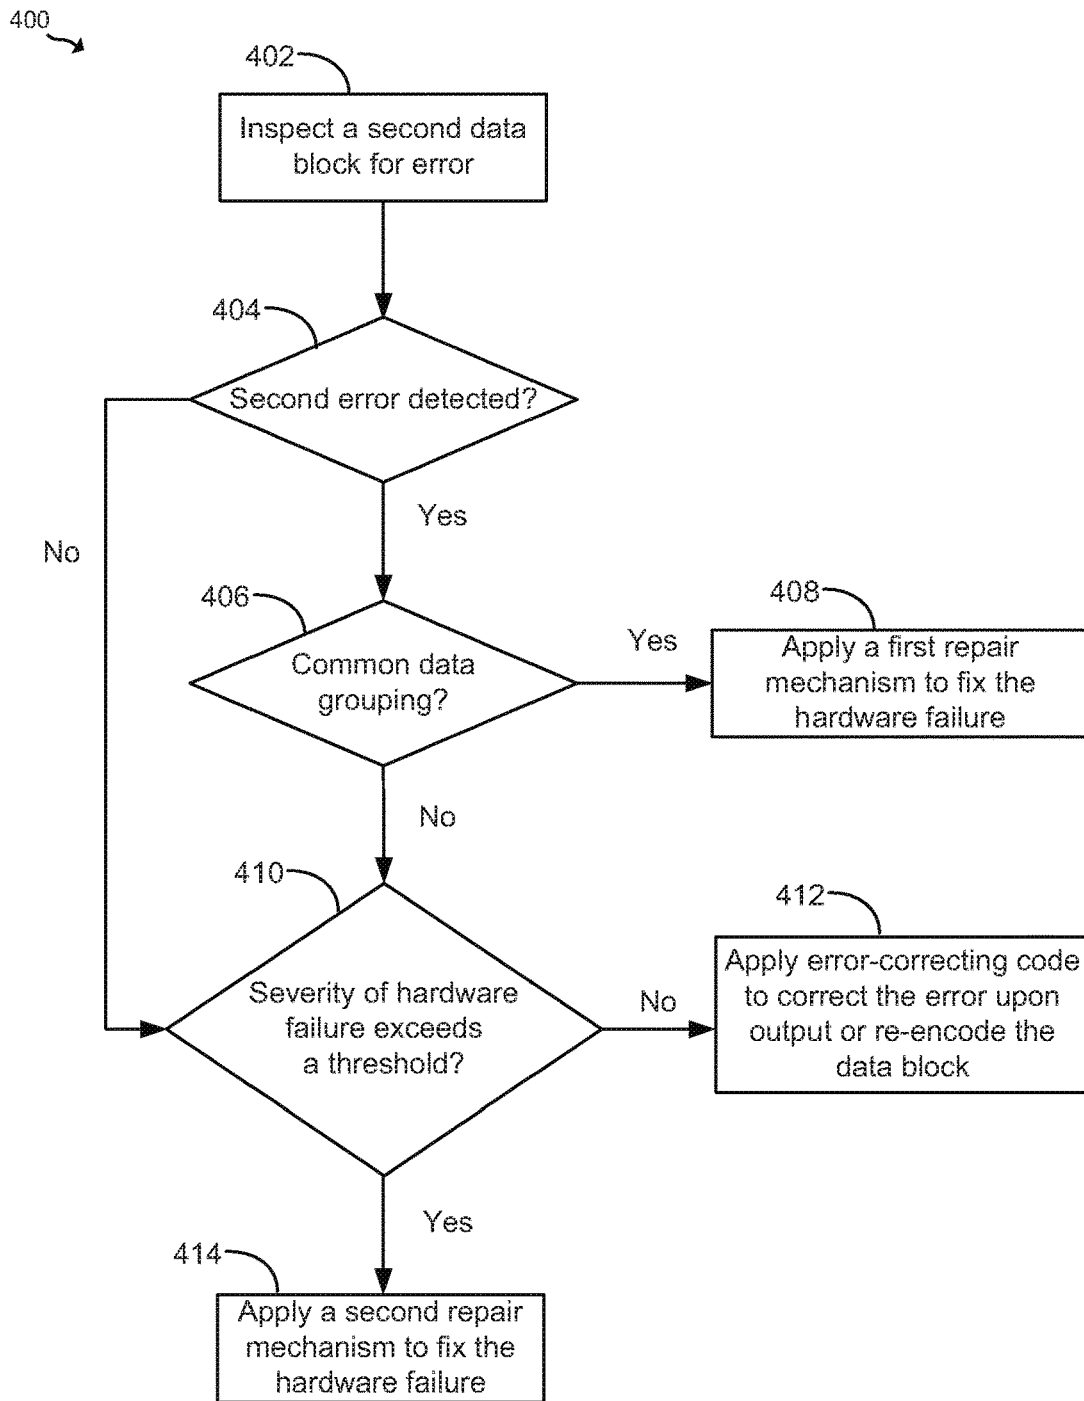 400
402
Inspect a second data
block for error
404
Second error detected?
Yes
No
406
Common data
grouping?
Yes
408
Apply a first repair
mechanism to fix the
hardware failure
No
410
Severity of hardware
failure exceeds
a threshold?
No
412
Apply error-correcting code
to correct the error upon
output or re-encode the
data block
Yes
414
Apply a second repair
mechanism to fix the
hardware failure